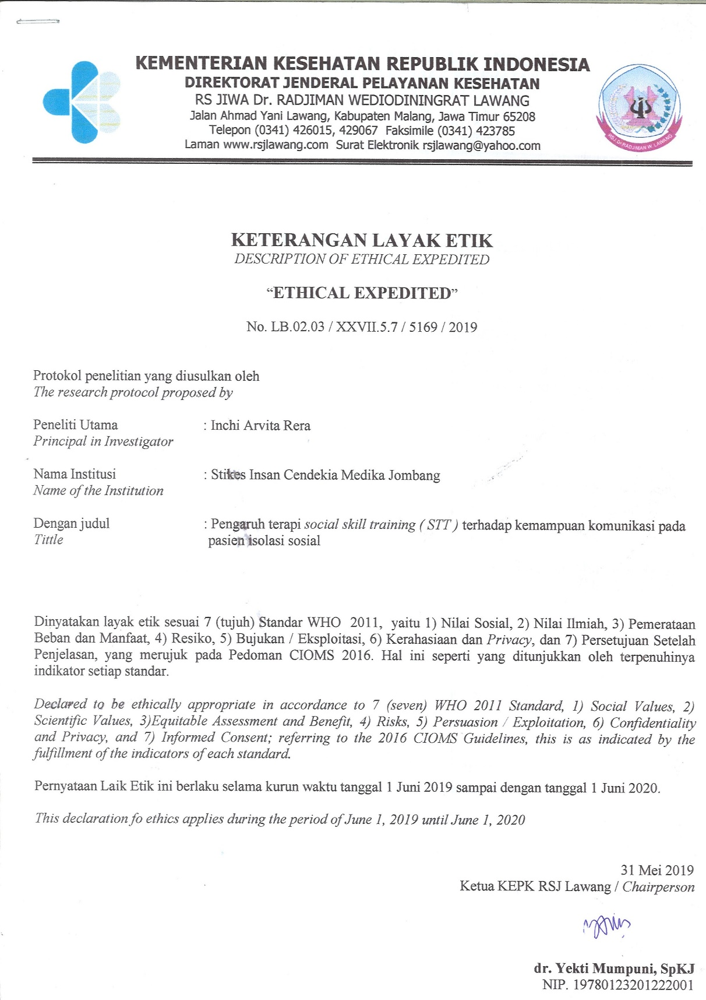 KEMENTERIAN KESEHATAN REPUBLIK INDONESIA
DIREKTORAT JENDERAL PELAYANAN KESEHATAN
RS JIWA Dr. RADJIMAN WEDIODININGRAT LAWANG
Jalan Ahmad Yani Lawang, Kabupaten Malang, Jawa Timur 65208
Telepon (0341) 426015, 429067 Faksimile (0341) 423785
Laman www.rsjlawang.com Surat Elektronik rsjlawang@yahoo.com
RSJ. Dr. RADJIMAN W. LAWANG
KETERANGAN LAYAK ETIK
DESCRIPTION OF ETHICAL EXPEDITED
“ETHICAL EXPEDITED”
No. LB.02.03 / XXVII.5.7 / 5169 / 2019
Protokol penelitian yang diusulkan oleh
The research protocol proposed by
Peneliti Utama : Inchi Arvita Rera
Principal in Investigator
Nama Institusi : Stikes Insan Cendekia Medika Jombang
Name of the Institution
Dengan judul : Pengaruh terapi social skill training ( STT ) terhadap kemampuan komunikasi pada
Tittle pasien isolasi sosial
Dinyatakan layak etik sesuai 7 (tujuh) Standar WHO 2011, yaitu 1) Nilai Sosial, 2) Nilai Ilmiah, 3) Pemerataan
Beban dan Manfaat, 4) Resiko, 5) Bujukan / Eksploitasi, 6) Kerahasiaan dan Privacy, dan 7) Persetujuan Setelah
Penjelasan, yang merujuk pada Pedoman CIOMS 2016. Hal ini seperti yang ditunjukkan oleh terpenuhinya
indikator setiap standar.
Declared to be ethically appropriate in accordance to 7 (seven) WHO 2011 Standard, 1) Social Values, 2)
Scientific Values, 3)Equitable Assessment and Benefit, 4) Risks, 5) Persuasion / Exploitation, 6) Confidentiality
and Privacy, and 7) Informed Consent; referring to the 2016 CIOMS Guidelines, this is as indicated by the
fulfillment of the indicators of each standard.
Pernyataan Laik Etik ini berlaku selama kurun waktu tanggal 1 Juni 2019 sampai dengan tanggal 1 Juni 2020.
This declaration fo ethics applies during the period of June 1, 2019 until June 1, 2020
31 Mei 2019
Ketua KEPK RSJ Lawang / Chairperson
dr. Yekti Mumpuni, SpKJ
NIP. 19780123201222001